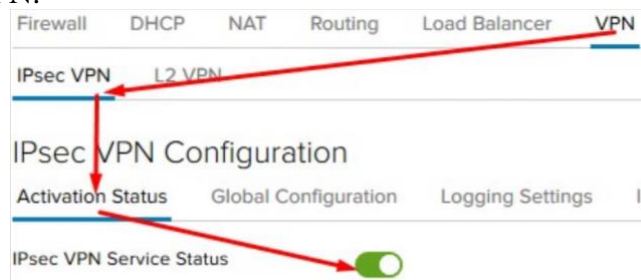 Firewall DHCP NAT Routing Load Balancer VPN
IPsec VPN L2 VPN
IPsec VPN Configuration
Activation Status Global Configuration Logging Settings
IPsec VPN Service Status